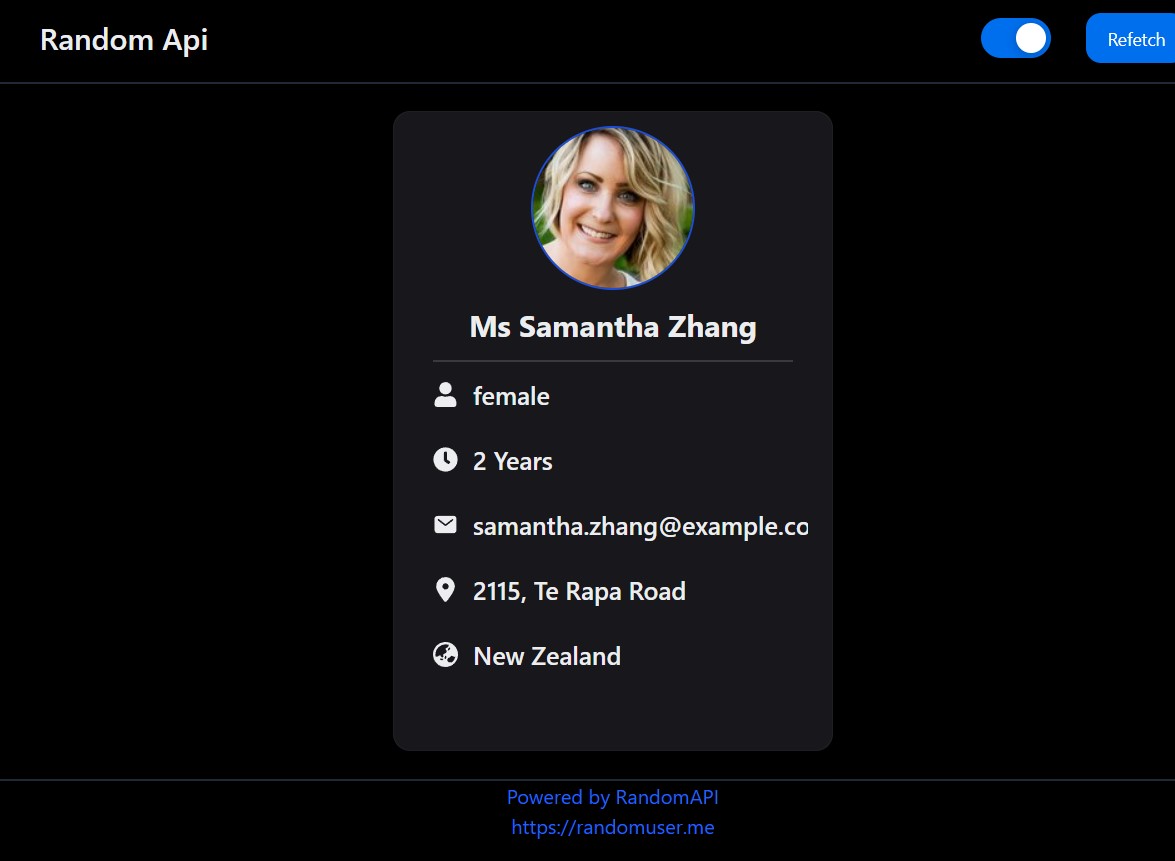 Random Api
Refetch
Ms Samantha Zhang
female
2 Years
samantha.zhang@example.co
2115, Te Rapa Road
New Zealand
Powered by RandomAPI
https://randomuser.me